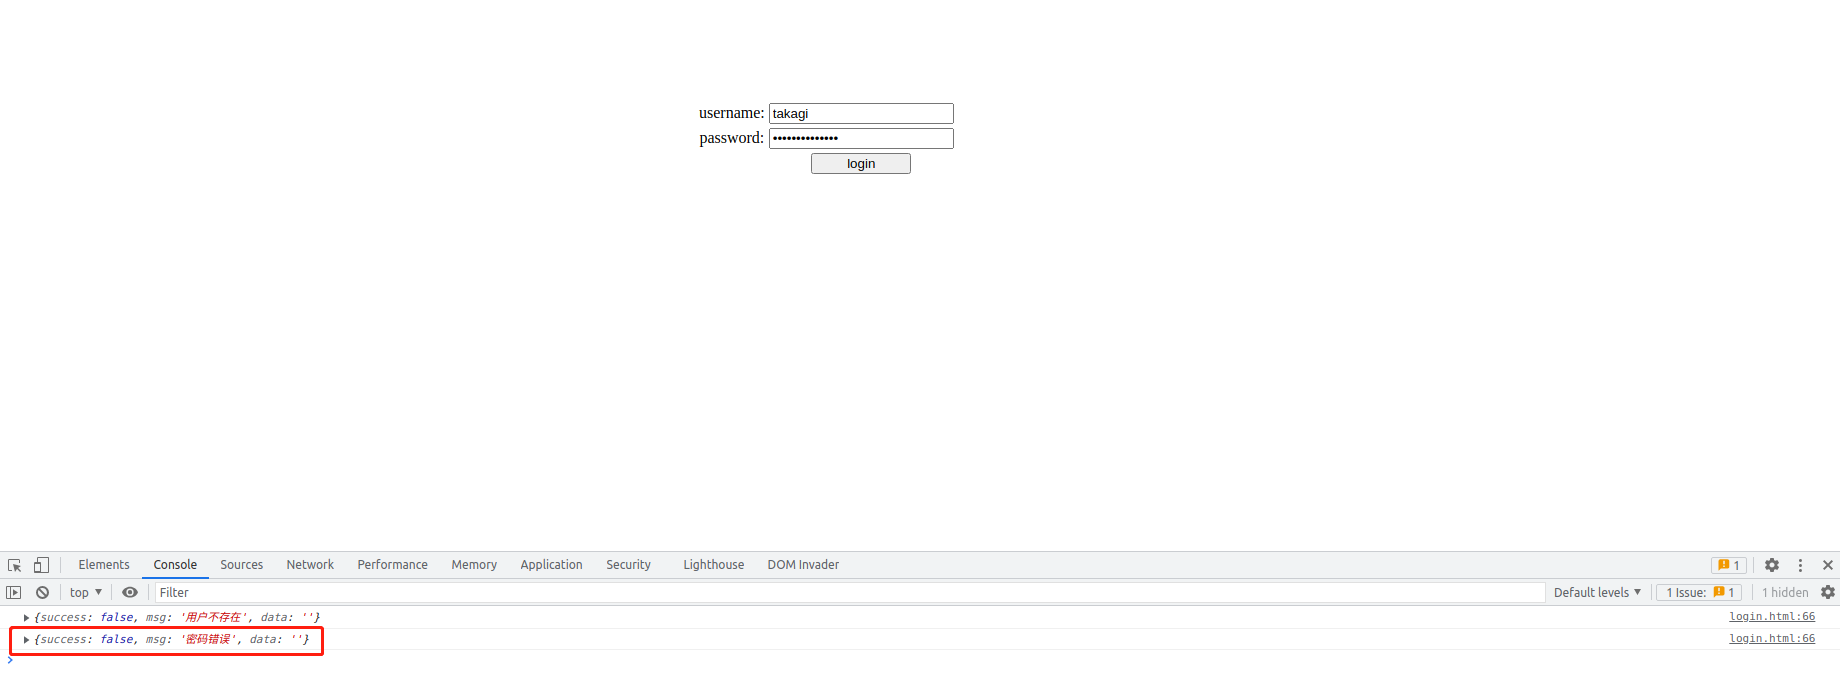 username: takagi
password: ••••••••••••••
login
Elements Console Sources Network Performance Memory Application Security Lighthouse DOM Invader 1
top Filter Default levels 1 Issue: 1 1 hidden
{success: false, msg: '用户不存在', data: ''} login.html:66
{success: false, msg: '密码错误', data: ''} login.html:66